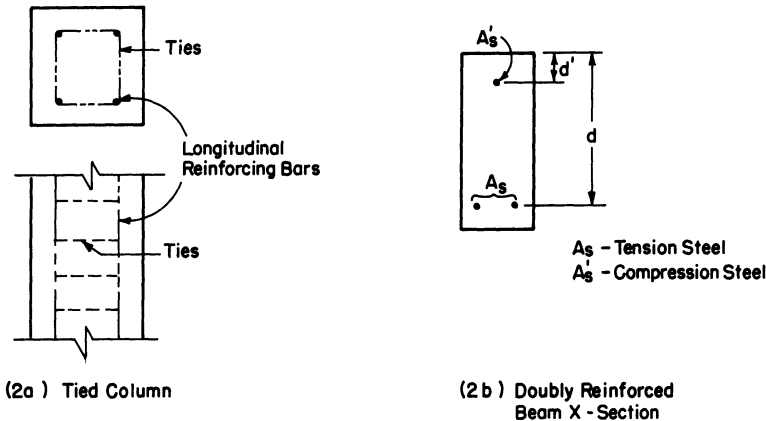 Ties
Longitudinal
Reinforcing Bars
Ties
(2a) Tied Column
A's
d'
d
As
As - Tension Steel
A's - Compression Steel
(2b) Doubly Reinforced
Beam X - Section